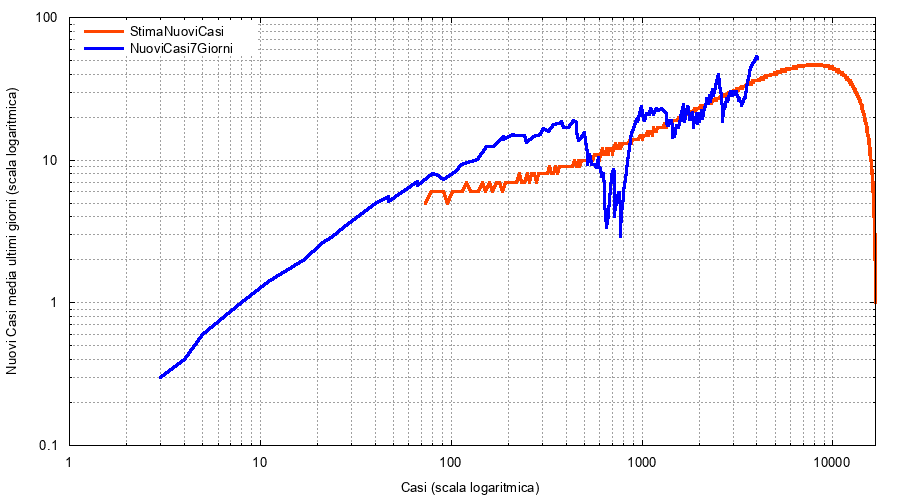 100
10
1
0.1
Nuovi Casi media ultimi giorni (scala logaritmica)
StimaNuoviCasi
NuoviCasi7Giorni
1 10 100 1000 10000
Casi (scala logaritmica)